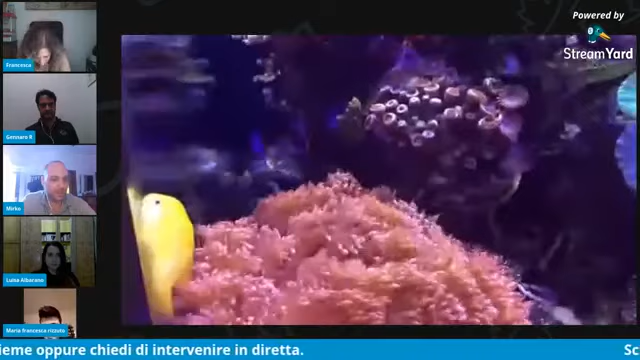 Powered by
StreamYard
Francesca
Gennaro R
Mirko
Luisa Albarano
Maria francesca rizzuto
ieme oppure chiedi di intervenire in diretta.
Sc